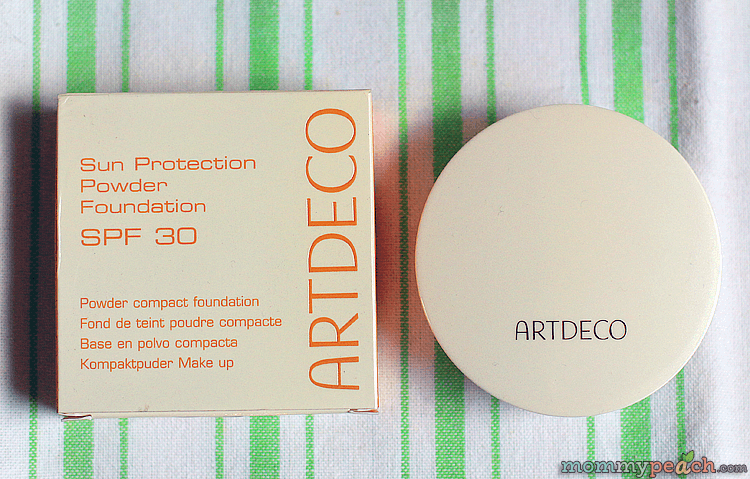 Sun Protection
Powder
Foundation
SPF 30
Powder compact foundation
Fond de teint poudre compacte
Base en polvo compacta
Kompaktpuder Make up
ARTDECO
ARTDECO
mommypeach.com